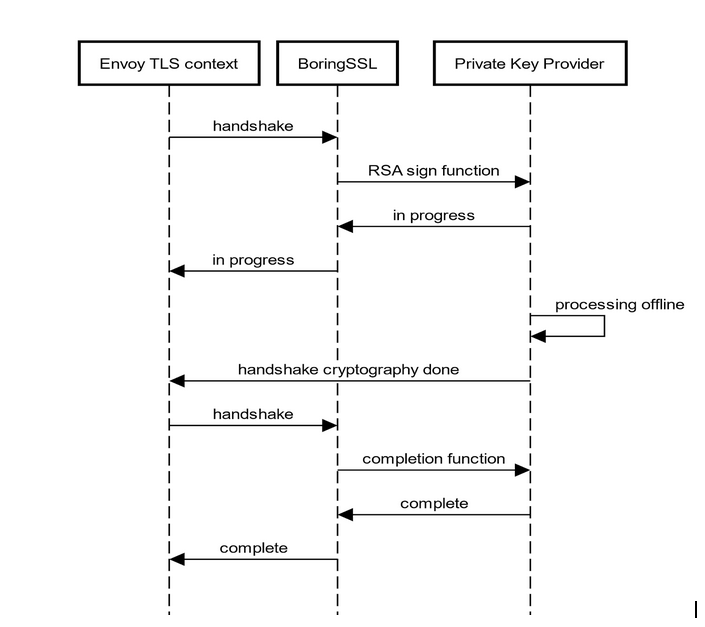 Envoy TLS context
BoringSSL
Private Key Provider
handshake
RSA sign function
in progress
in progress
processing offline
handshake cryptography done
handshake
completion function
complete
complete